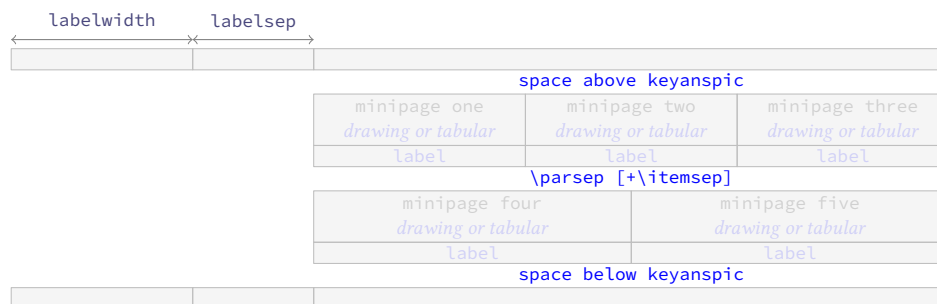 labelwidth labelsep
space above keyanspic
minipage one minipage two minipage three
drawing or tabular drawing or tabular drawing or tabular
label label label
\parsep [+\itemsep]
minipage four minipage five
drawing or tabular drawing or tabular
label label
space below keyanspic